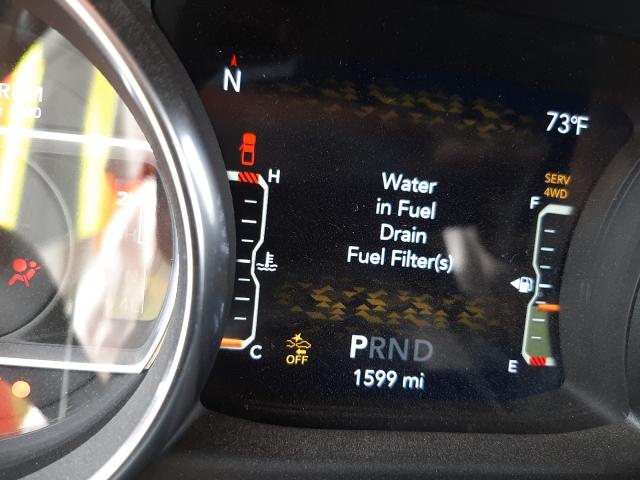 N
73°F
SERV
4WD
H
F
Water
in Fuel
Drain
Fuel Filter(s)
C
OFF
PRND
E
1599 mi